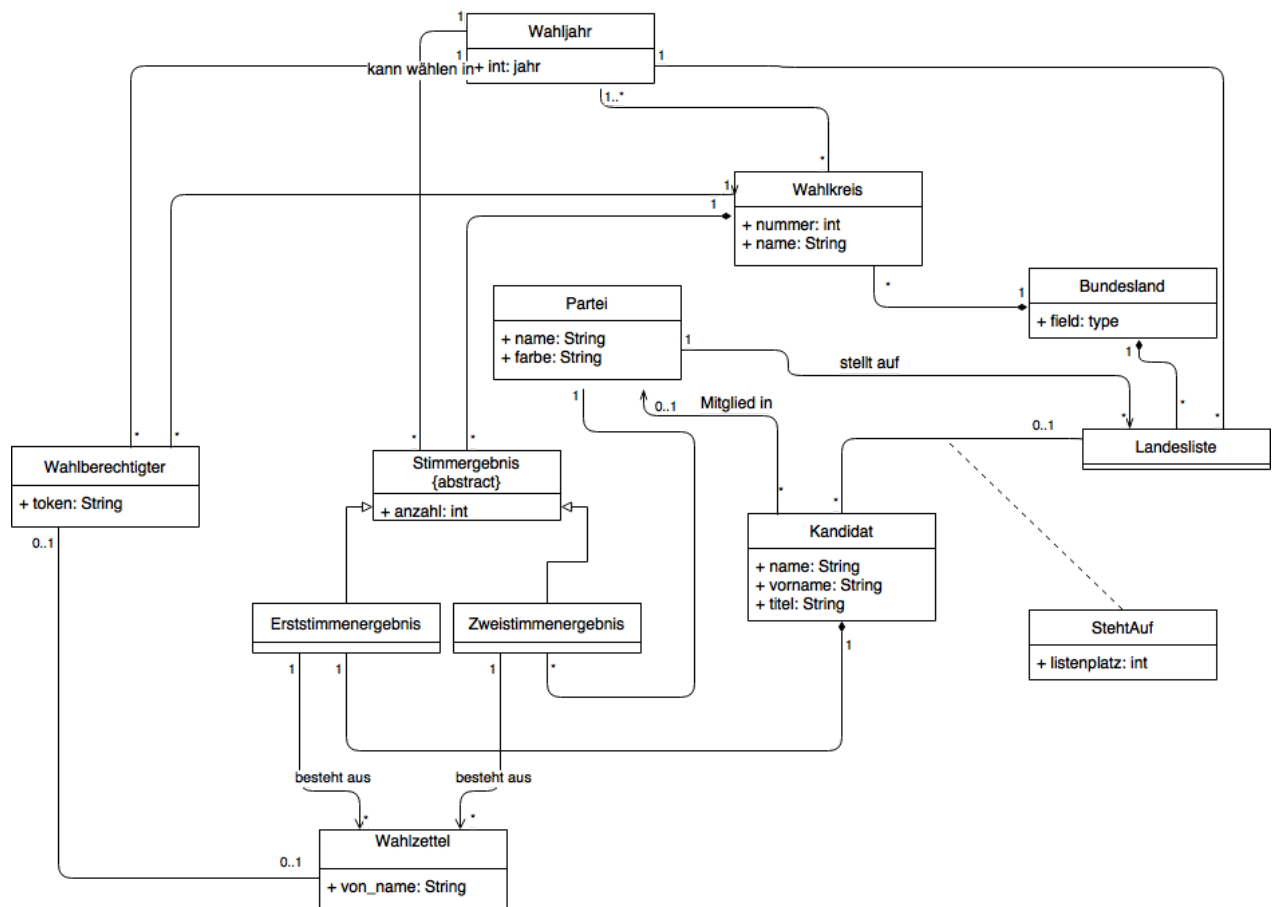 1
Wahljahr
1
kann wählen in
+ int: jahr
1
1..*
*
Wahlkreis
+ nummer: int
+ name: String
1
1
*
Bundesland
+ field: type
1
1
Partei
+ name: String
+ farbe: String
1
stellt auf
1
0..1
Mitglied in
*
*
*
0..1
Landesliste
*
*
Wahlberechtigter
+ token: String
0..1
*
*
Stimmergebnis
{abstract}
+ anzahl: int
*
*
Kandidat
+ name: String
+ vorname: String
+ titel: String
1
StehtAuf
+ listenplatz: int
Erststimmenergebnis
1
1
Zweistimmenergebnis
1
*
besteht aus
besteht aus
*
*
Wahlzettel
+ von_name: String
0..1